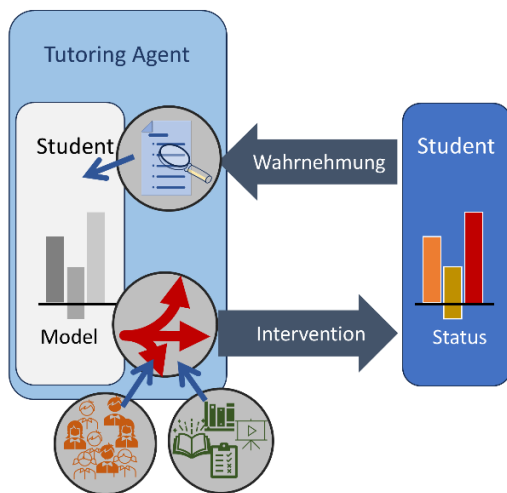 Tutoring Agent
Student
Wahrnehmung
Student
Model
Intervention
Status